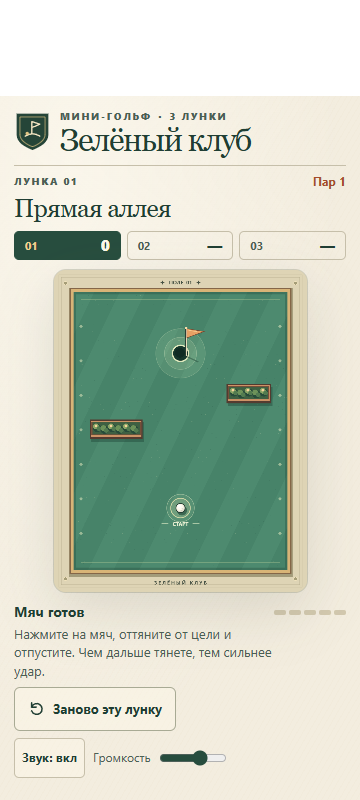 МИНИ-ГОЛЬФ · 3 ЛУНКИ
Зелёный клуб
ЛУНКА 01
Пар 1
Прямая аллея
01 0
02 —
03 —
СТАРТ
ЗЕЛЁНЫЙ КЛУБ
Мяч готов
Нажмите на мяч, оттяните от цели и
отпустите. Чем дальше тянете, тем сильнее
удар.
Заново эту лунку
Звук: вкл
Громкость